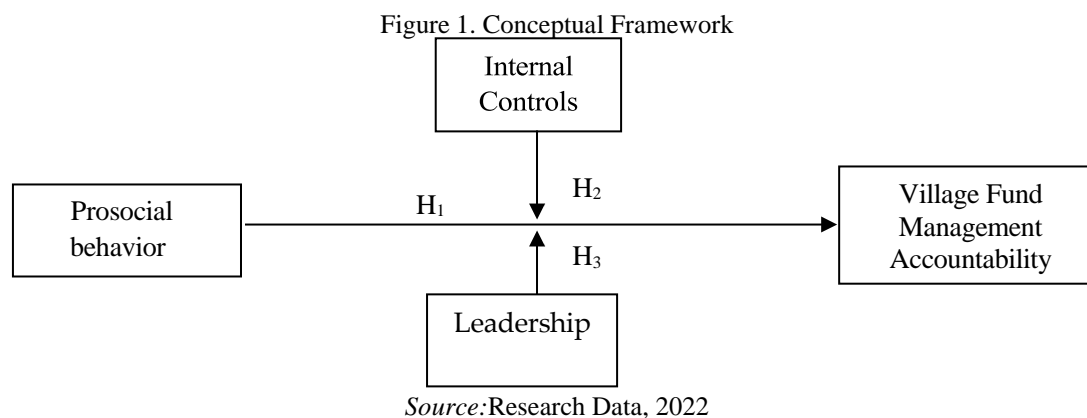 Figure 1. Conceptual Framework
Internal
Controls
H₂
H₁
Prosocial
behavior
Village Fund
Management
Accountability
H₃
Leadership
Source:Research Data, 2022